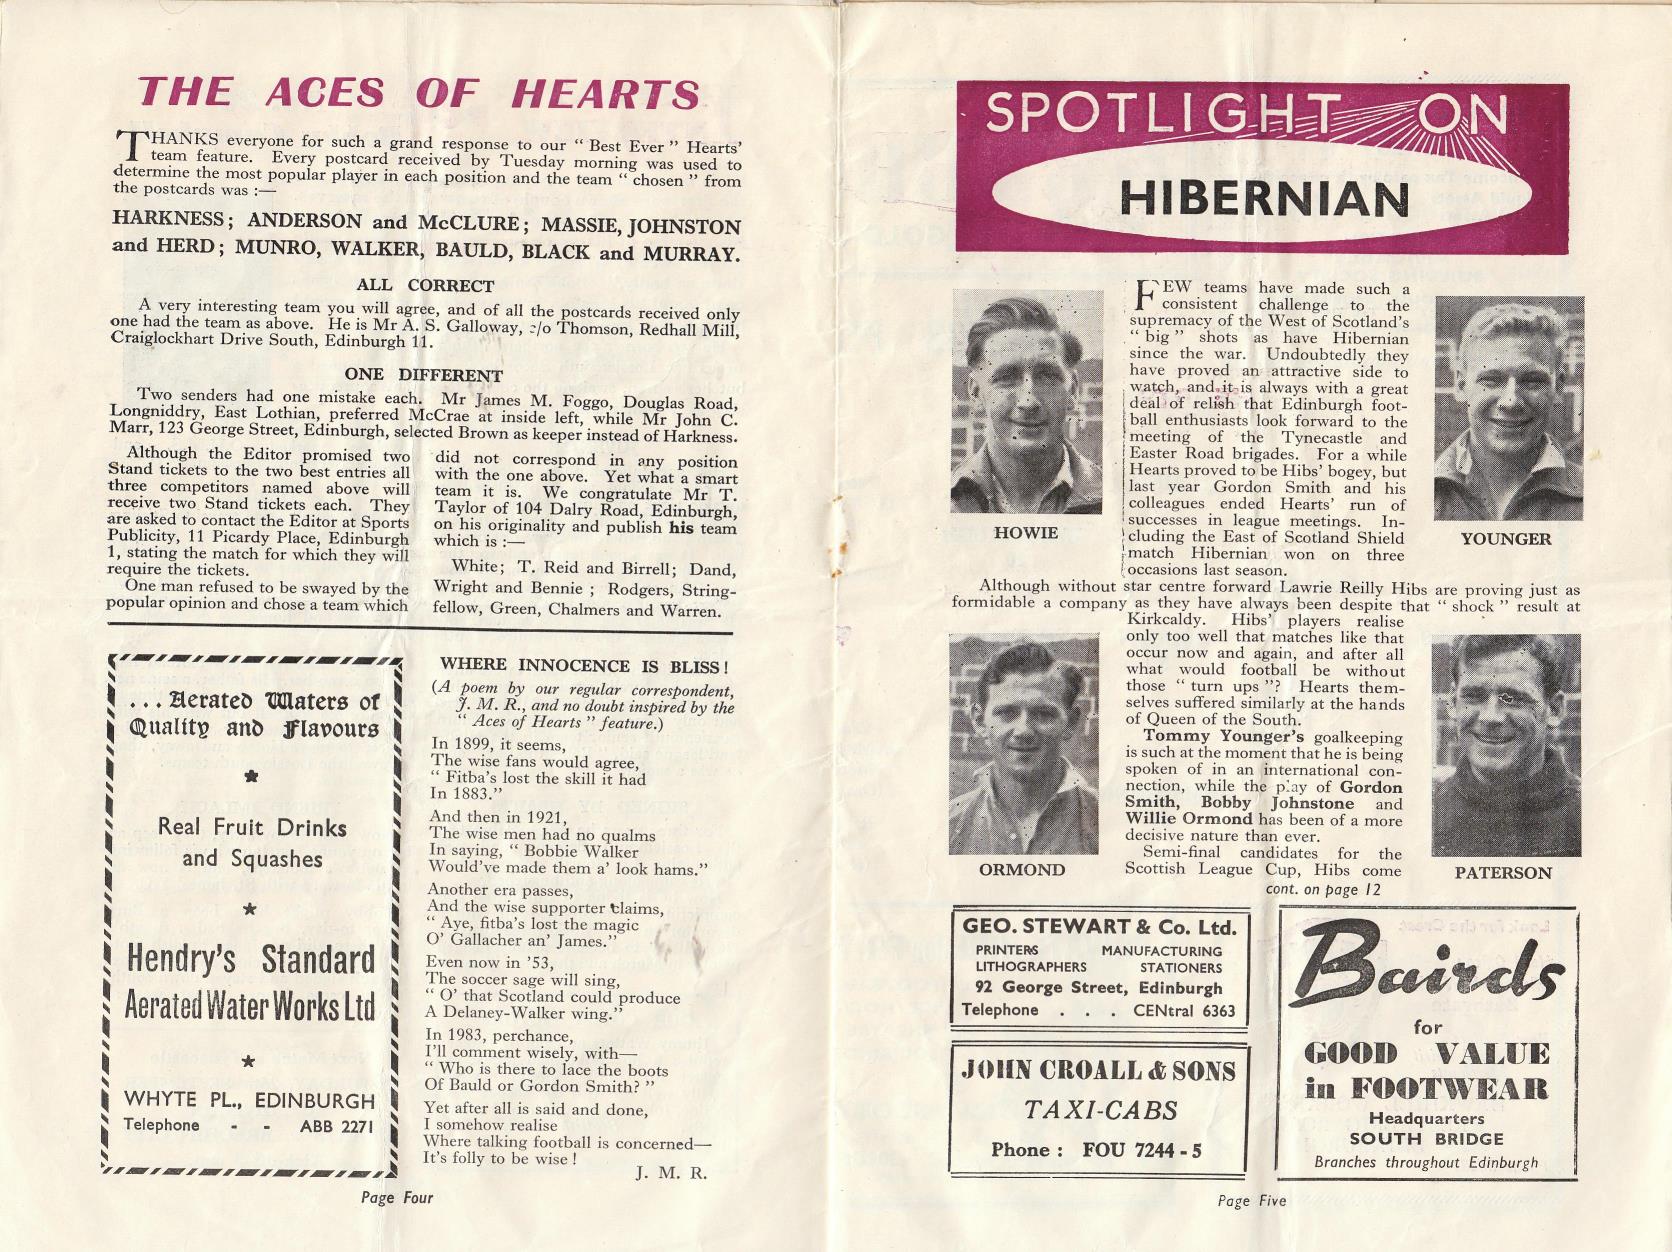 THE ACES OF HEARTS
THANKS everyone for such a grand response to our “ Best Ever ” Hearts’
team feature. Every postcard received by Tuesday morning was used to
determine the most popular player in each position and the team “ chosen ” from
the postcards was :—
HARKNESS; ANDERSON and McCLURE; MASSIE, JOHNSTON
and HERD; MUNRO, WALKER, BAULD, BLACK and MURRAY.
ALL CORRECT
A very interesting team you will agree, and of all the postcards received only
one had the team as above. He is Mr A. S. Galloway, c/o Thomson, Redhall Mill,
Craiglockhart Drive South, Edinburgh 11.
ONE DIFFERENT
Two senders had one mistake each. Mr James M. Foggo, Douglas Road,
Longniddry, East Lothian, preferred McCrae at inside left, while Mr John C.
Marr, 123 George Street, Edinburgh, selected Brown as keeper instead of Harkness.
Although the Editor promised two
Stand tickets to the two best entries all
three competitors named above will
receive two Stand tickets each. They
are asked to contact the Editor at Sports
Publicity, 11 Picardy Place, Edinburgh
1, stating the match for which they will
require the tickets.
One man refused to be swayed by the
popular opinion and chose a team which
did not correspond in any position
with the one above. Yet what a smart
team it is. We congratulate Mr T.
Taylor of 104 Dalry Road, Edinburgh,
on his originality and publish his team
which is :—
White; T. Reid and Birrell; Dand,
Wright and Bennie ; Rodgers, String-
fellow, Green, Chalmers and Warren.
. . . Aerated Waters of
Quality and Flavours
★
Real Fruit Drinks
and Squashes
★
Hendry's Standard
Aerated Water Works Ltd
★
WHYTE PL., EDINBURGH
Telephone - - ABB 2271
WHERE INNOCENCE IS BLISS !
(A poem by our regular correspondent,
J. M. R., and no doubt inspired by the
“ Aces of Hearts ” feature.)
In 1899, it seems,
The wise fans would agree,
“ Fitba's lost the skill it had
In 1883.”
And then in 1921,
The wise men had no qualms
In saying, “ Bobbie Walker
Would've made them a' look hams.”
Another era passes,
And the wise supporter claims,
“ Aye, fitba's lost the magic
O' Gallacher an' James.”
Even now in '53,
The soccer sage will sing,
“ O' that Scotland could produce
A Delaney-Walker wing.”
In 1983, perchance,
I'll comment wisely, with—
“ Who is there to lace the boots
Of Bauld or Gordon Smith? ”
Yet after all is said and done,
I somehow realise
Where talking football is concerned—
It's folly to be wise !
J. M. R.
Page Four
SPOTLIGHT ON
HIBERNIAN
FEW teams have made such a
consistent challenge to the
supremacy of the West of Scotland's
“ big ” shots as have Hibernian
since the war. Undoubtedly they
have proved an attractive side to
watch, and it is always with a great
deal of relish that Edinburgh foot-
ball enthusiasts look forward to the
meeting of the Tynecastle and
Easter Road brigades. For a while
Hearts proved to be Hibs' bogey, but
last year Gordon Smith and his
colleagues ended Hearts' run of
successes in league meetings. In-
cluding the East of Scotland Shield
match Hibernian won on three
occasions last season.
HOWIE
YOUNGER
Although without star centre forward Lawrie Reilly Hibs are proving just as
formidable a company as they have always been despite that “ shock ” result at
Kirkcaldy. Hibs' players realise
only too well that matches like that
occur now and again, and after all
what would football be without
those “ turn ups ”? Hearts them-
selves suffered similarly at the hands
of Queen of the South.
Tommy Younger's goalkeeping
is such at the moment that he is being
spoken of in an international con-
nection, while the play of Gordon
Smith, Bobby Johnstone and
Willie Ormond has been of a more
decisive nature than ever.
Semi-final candidates for the
Scottish League Cup, Hibs come
cont. on page 12
ORMOND
PATERSON
GEO. STEWART & Co. Ltd.
PRINTERS MANUFACTURING
LITHOGRAPHERS STATIONERS
92 George Street, Edinburgh
Telephone . . . CENtral 6363
JOHN CROALL & SONS
TAXI-CABS
Phone : FOU 7244 - 5
Bairds
for
GOOD VALUE
in FOOTWEAR
Headquarters
SOUTH BRIDGE
Branches throughout Edinburgh
Page Five